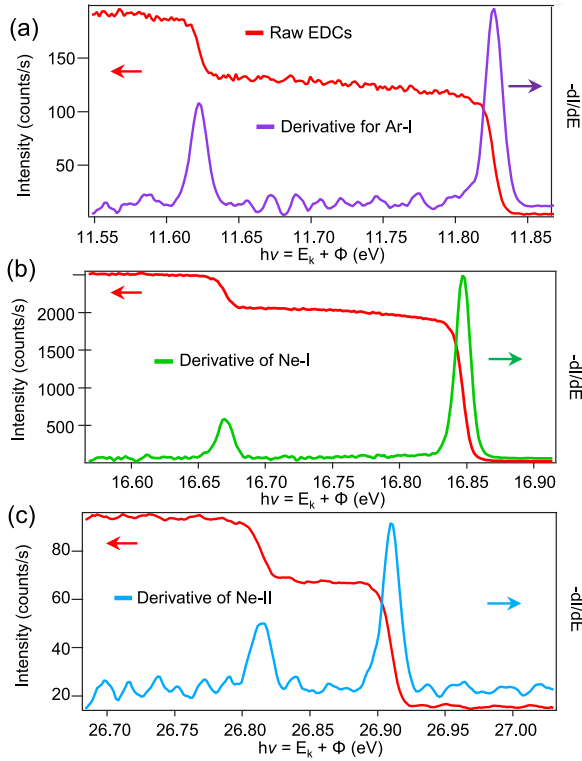 (a)
Raw EDCs
Derivative for Ar-I
Intensity (counts/s)
150
100
50
-dI/dE
11.55 11.60 11.65 11.70 11.75 11.80 11.85
hν = Eₖ + Φ (eV)
(b)
Derivative of Ne-I
Intensity (counts/s)
2000
1500
1000
500
-dI/dE
16.60 16.65 16.70 16.75 16.80 16.85 16.90
hν = Eₖ + Φ (eV)
(c)
Derivative of Ne-II
Intensity (counts/s)
80
60
40
20
-dI/dE
26.70 26.75 26.80 26.85 26.90 26.95 27.00
hν = Eₖ + Φ (eV)